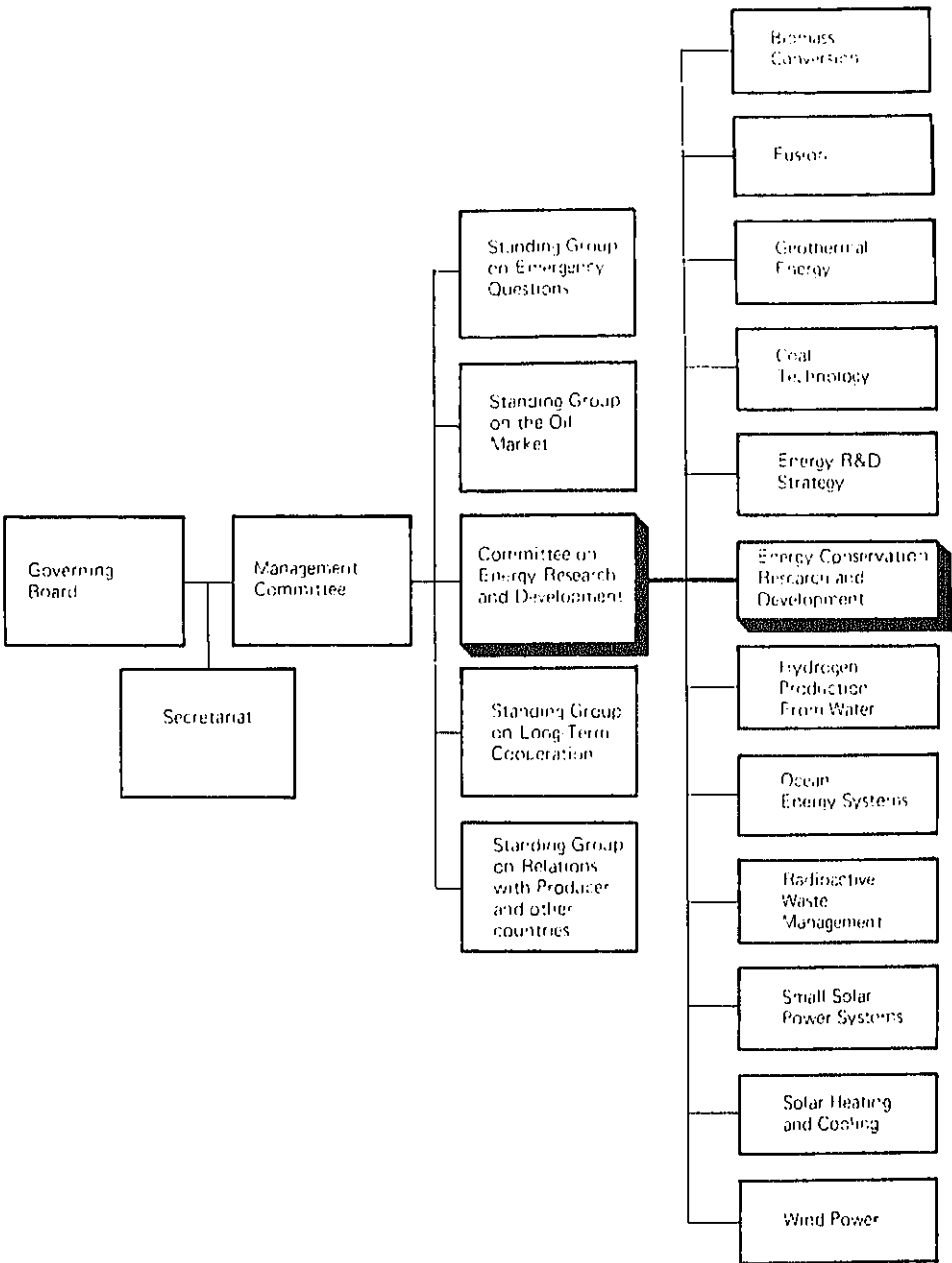 Governing
Board
Secretariat
Management
Committee
Standing Group
on Emergency
Questions
Standing Group
on the Oil
Market
Committee on
Energy Research
and Development
Standing Group
on Long-Term
Cooperation
Standing Group
on Relations
with Producer
and other
countries
Biomass
Conversion
Fusion
Geothermal
Energy
Coal
Technology
Energy R&D
Strategy
Energy Conservation
Research and
Development
Hydrogen
Production
From Water
Ocean
Energy Systems
Radioactive
Waste
Management
Small Solar
Power Systems
Solar Heating
and Cooling
Wind Power